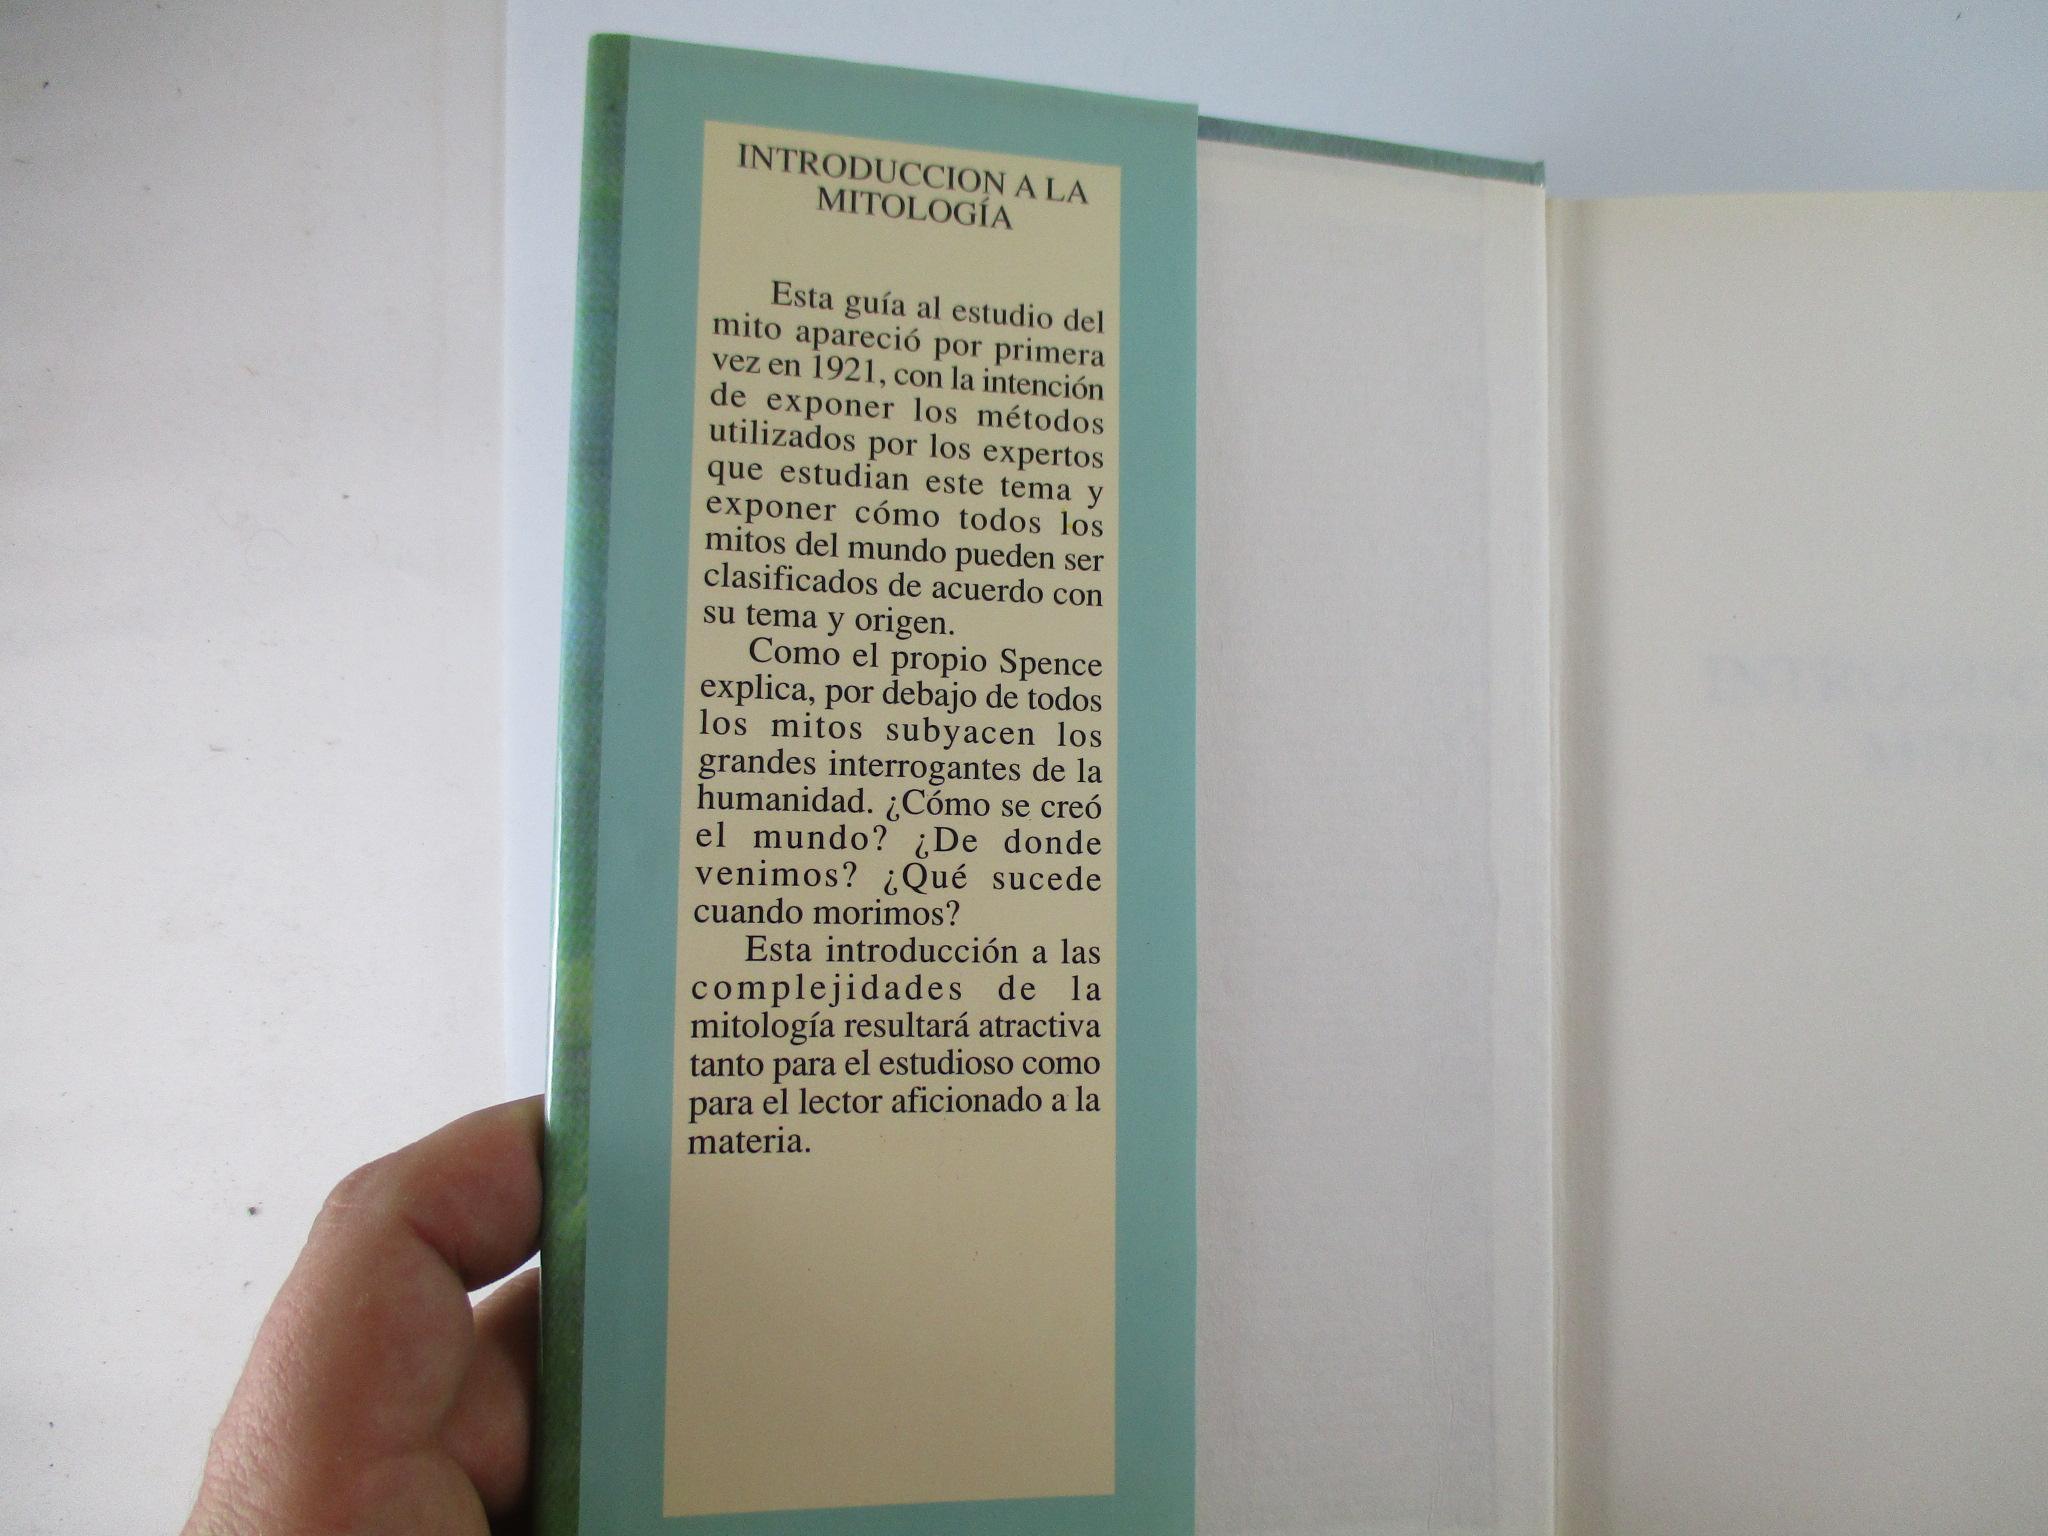 INTRODUCCION A LA
MITOLOGÍA
Esta guía al estudio del
mito apareció por primera
vez en 1921, con la intención
de exponer los métodos
utilizados por los expertos
que estudian este tema y
exponer cómo todos los
mitos del mundo pueden ser
clasificados de acuerdo con
su tema y origen.
Como el propio Spence
explica, por debajo de todos
los mitos subyacen los
grandes interrogantes de la
humanidad. ¿Cómo se creó
el mundo? ¿De donde
venimos? ¿Qué sucede
cuando morimos?
Esta introducción a las
complejidades de la
mitología resultará atractiva
tanto para el estudioso como
para el lector aficionado a la
materia.